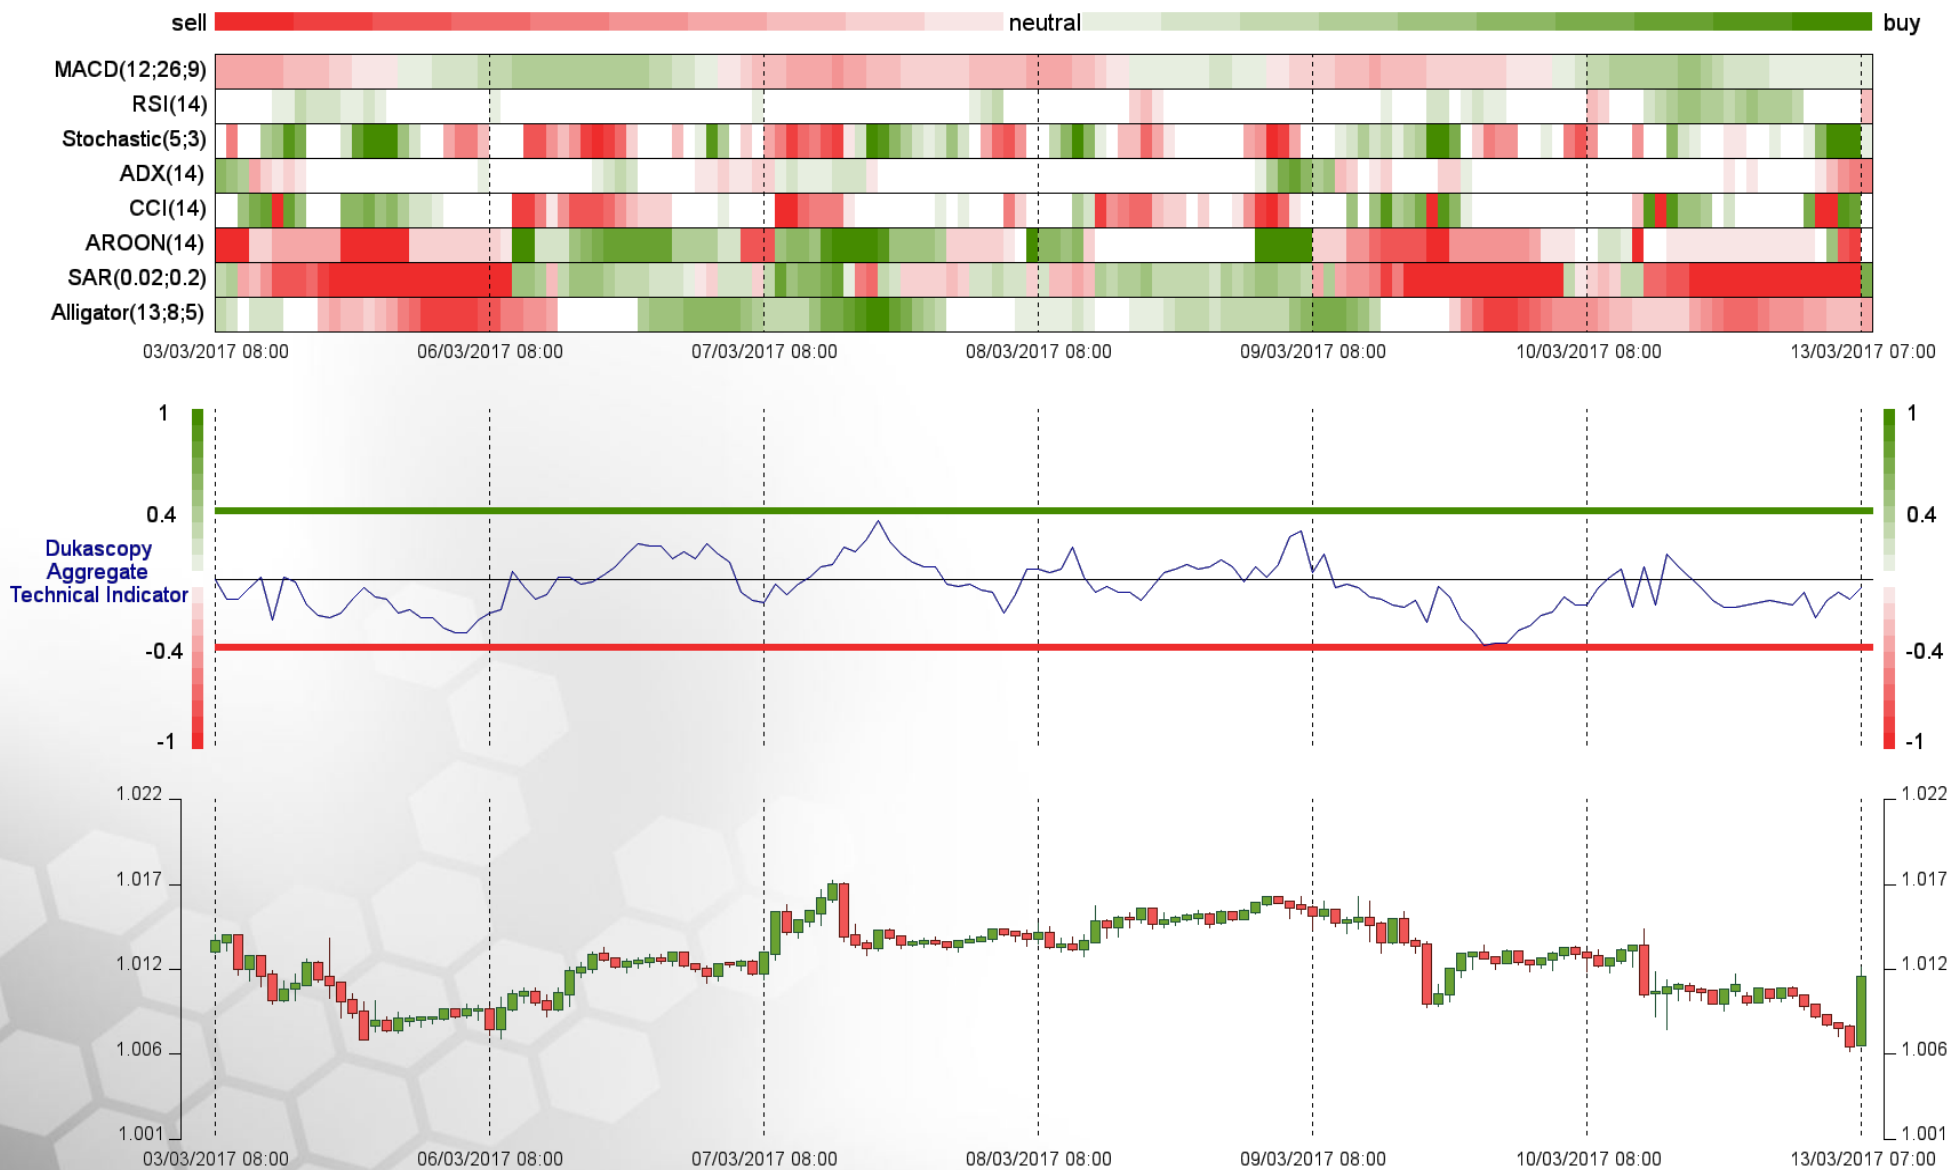 sell neutral buy
MACD(12;26;9)
RSI(14)
Stochastic(5;3)
ADX(14)
CCI(14)
AROON(14)
SAR(0.02;0.2)
Alligator(13;8;5)
03/03/2017 08:00 06/03/2017 08:00 07/03/2017 08:00 08/03/2017 08:00 09/03/2017 08:00 10/03/2017 08:00 13/03/2017 07:00
1 1
0.4 0.4
Dukascopy
Aggregate
Technical Indicator
-0.4 -0.4
-1 -1
1.022 1.022
1.017 1.017
1.012 1.012
1.006 1.006
1.001 1.001
03/03/2017 08:00 06/03/2017 08:00 07/03/2017 08:00 08/03/2017 08:00 09/03/2017 08:00 10/03/2017 08:00 13/03/2017 07:00